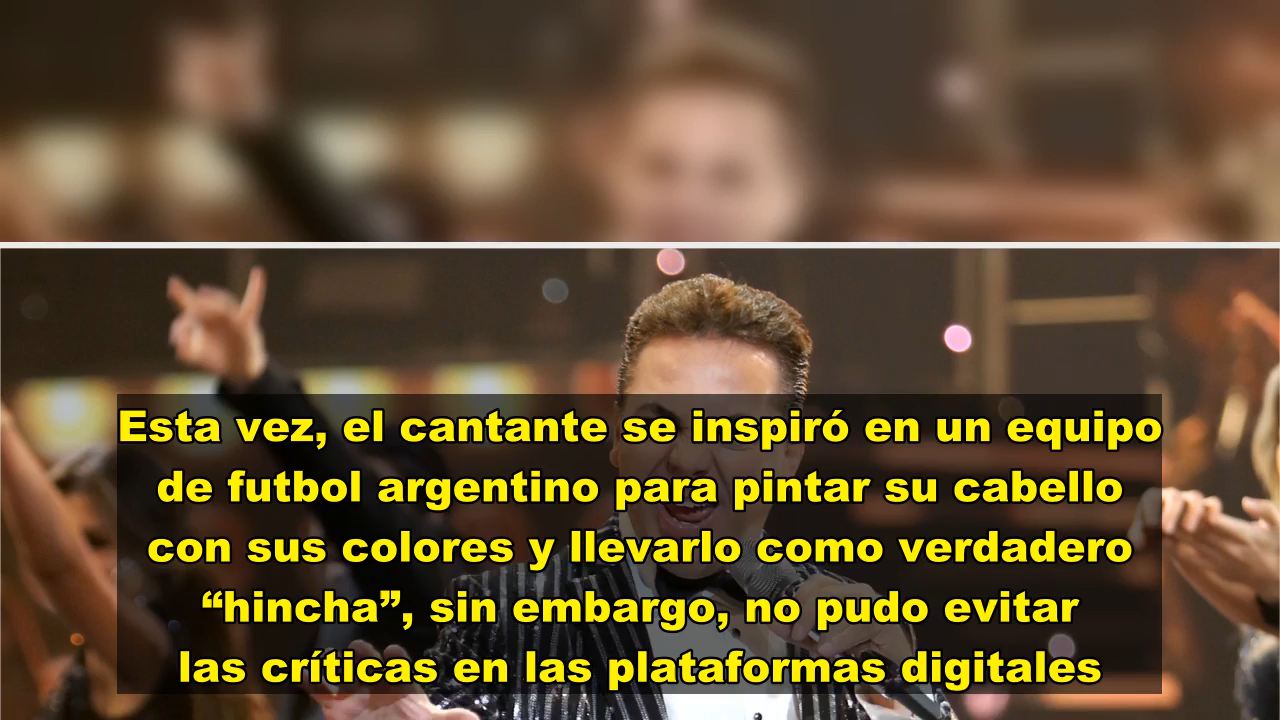 Esta vez, el cantante se inspiró en un equipo
de futbol argentino para pintar su cabello
con sus colores y llevarlo como verdadero
“hincha”, sin embargo, no pudo evitar
las críticas en las plataformas digitales